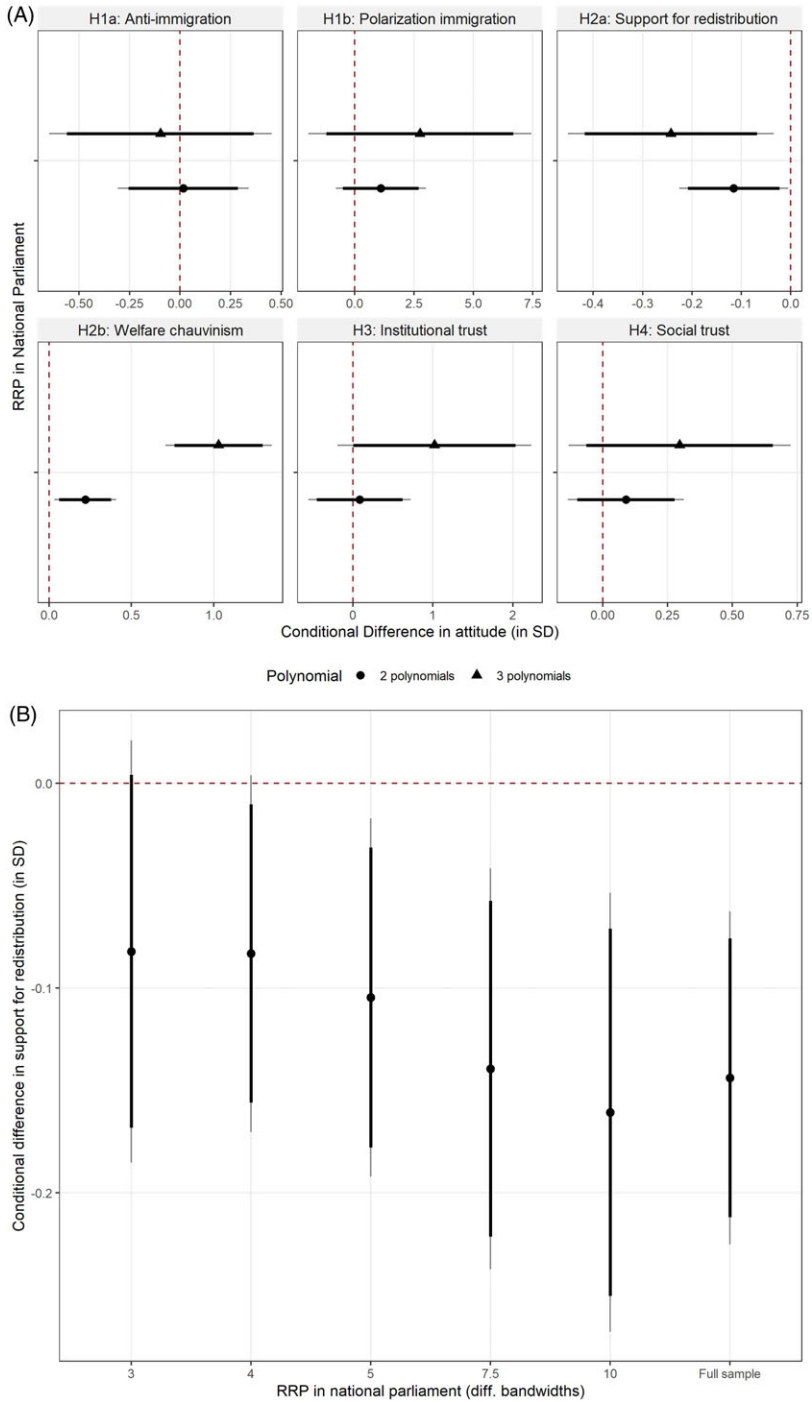 (A)
H1a: Anti-immigration
H1b: Polarization immigration
H2a: Support for redistribution
-0.50 -0.25 0.00 0.25 0.50
0.0 2.5 5.0 7.5
-0.4 -0.3 -0.2 -0.1 0.0
RRP in National Parliament
H2b: Welfare chauvinism
H3: Institutional trust
H4: Social trust
0.0 0.5 1.0
0 1 2
0.00 0.25 0.50 0.75
Conditional Difference in attitude (in SD)
Polynomial 2 polynomials 3 polynomials
(B)
Conditional difference in support for redistribution (in SD)
0.0
-0.1
-0.2
3 4 5 7.5 10 Full sample
RRP in national parliament (diff. bandwidths)